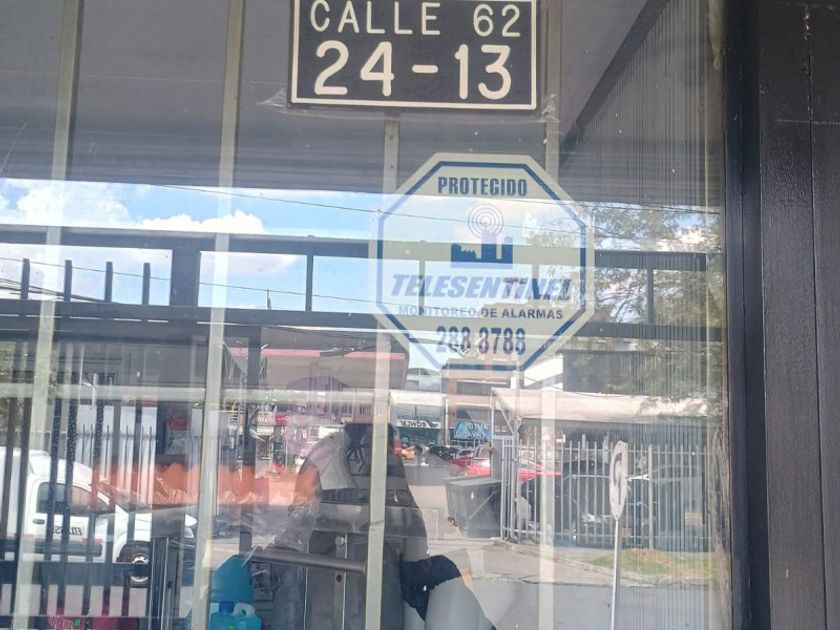 CALLE 62
24-13
PROTEGIDO
TELESENTINEL
MONITOREO DE ALARMAS
288 8788